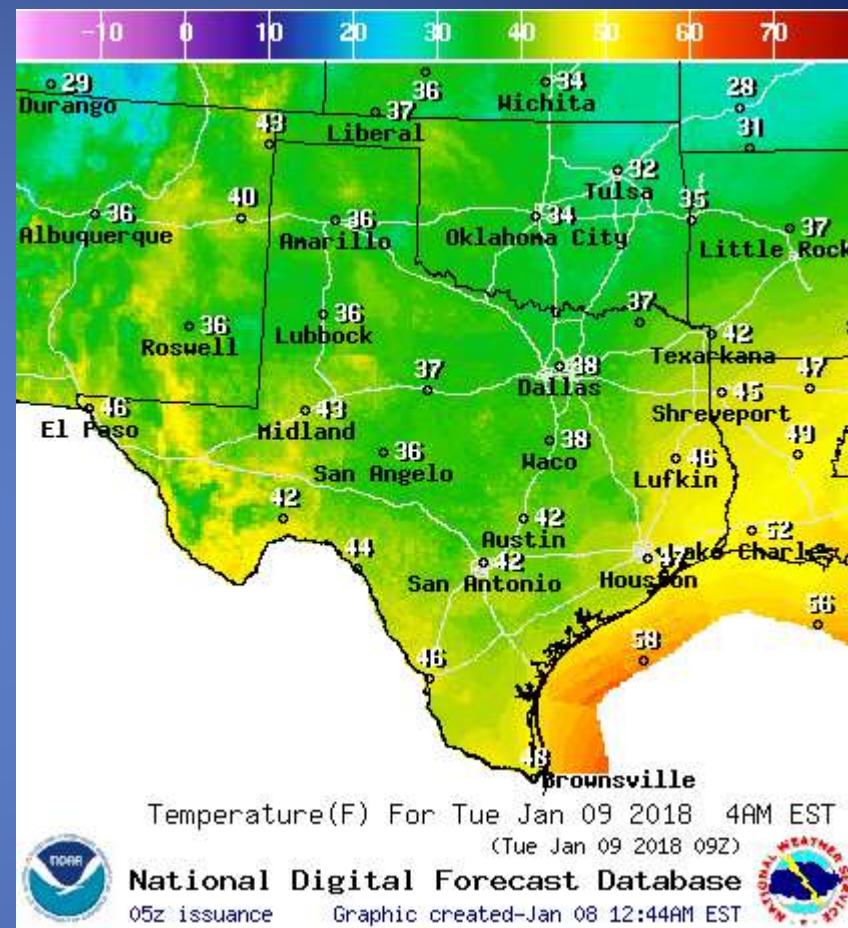 -10 0 10 20 30 40 50 60 70
29
Durango
36
34
Wichita
28
37
Liberal
43
31
32
Tulsa
36
Albuquerque
40
36
Amarillo
34
Oklahoma City
35
37
Little Rock
36
Roswell
36
Lubbock
37
42
Texarkana
38
Dallas
37
45
Shreveport
47
46
El Paso
43
Midland
36
San Angelo
38
Waco
46
Lufkin
49
42
42
Austin
52
Lake Charles
44
42
San Antonio
47
Houston
56
58
46
48
Brownsville
Temperature(F) For Tue Jan 09 2018 4AM EST
(Tue Jan 09 2018 09Z)
National Digital Forecast Database
05z issuance Graphic created-Jan 08 12:44AM EST
NOAA
NATIONAL WEATHER SERVICE